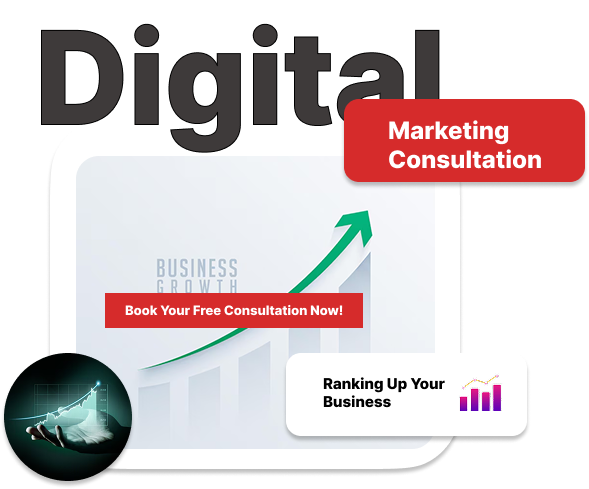 Digital
Marketing
Consultation
BUSINESS
GROWTH
Book Your Free Consultation Now!
Ranking Up Your
Business